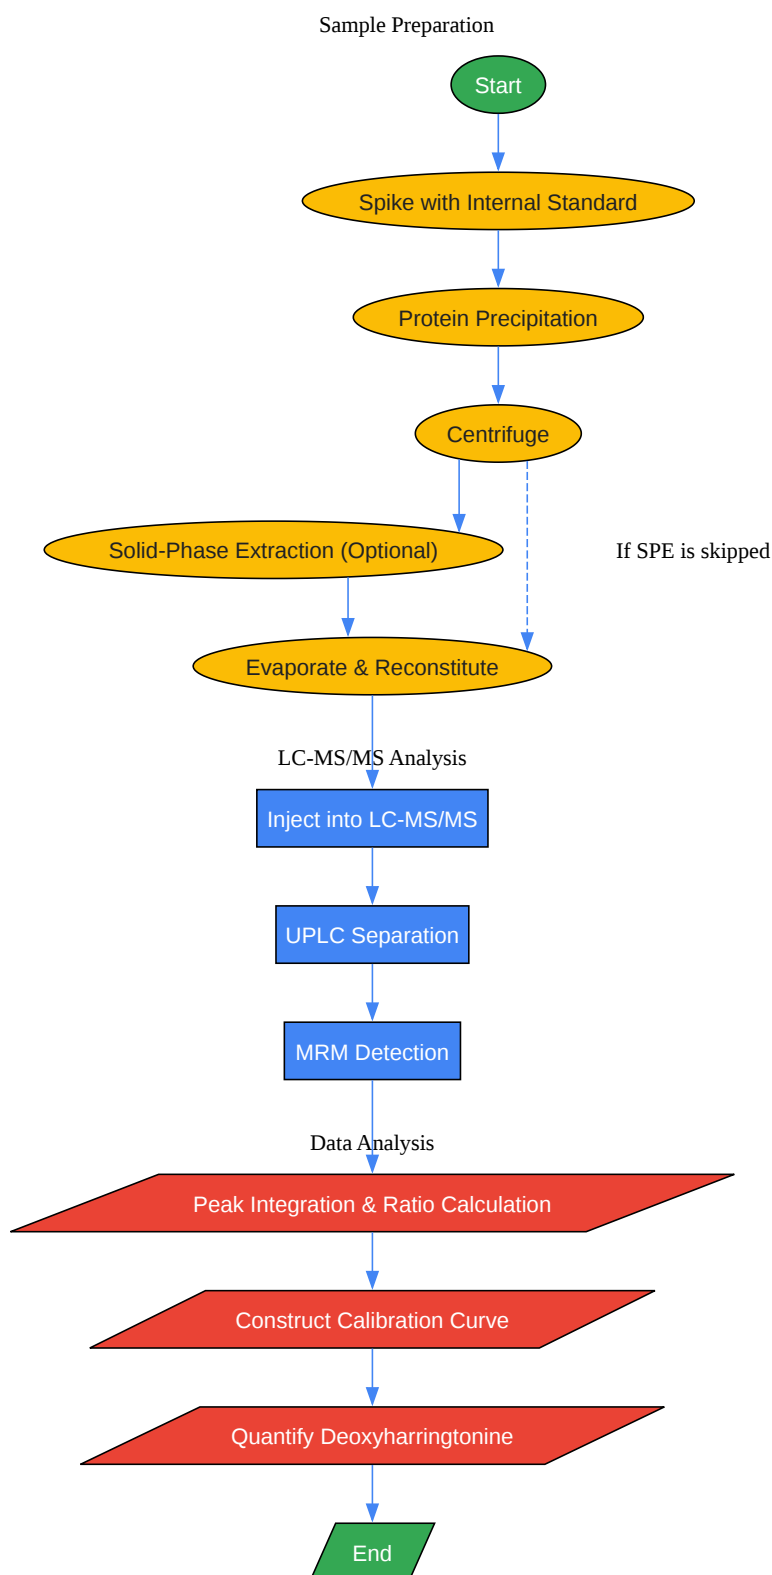 Sample Preparation
Start
Spike with Internal Standard
Protein Precipitation
Centrifuge
Solid-Phase Extraction (Optional)
If SPE is skipped
Evaporate & Reconstitute
LC-MS/MS Analysis
Inject into LC-MS/MS
UPLC Separation
MRM Detection
Data Analysis
Peak Integration & Ratio Calculation
Construct Calibration Curve
Quantify Deoxyharringtonine
End